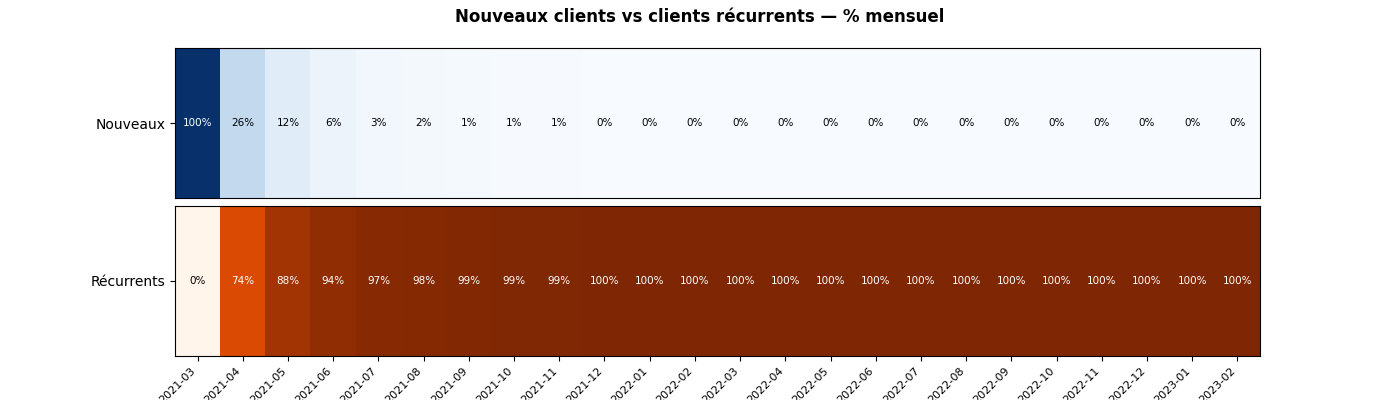 Nouveaux clients vs clients récurrents — % mensuel
Nouveaux
100% 26% 12% 6% 3% 2% 1% 1% 1% 0% 0% 0% 0% 0% 0% 0% 0% 0% 0% 0% 0% 0% 0% 0%
Récurrents
0% 74% 88% 94% 97% 98% 99% 99% 99% 100% 100% 100% 100% 100% 100% 100% 100% 100% 100% 100% 100% 100% 100% 100%
2021-03 2021-04 2021-05 2021-06 2021-07 2021-08 2021-09 2021-10 2021-11 2021-12 2022-01 2022-02 2022-03 2022-04 2022-05 2022-06 2022-07 2022-08 2022-09 2022-10 2022-11 2022-12 2023-01 2023-02